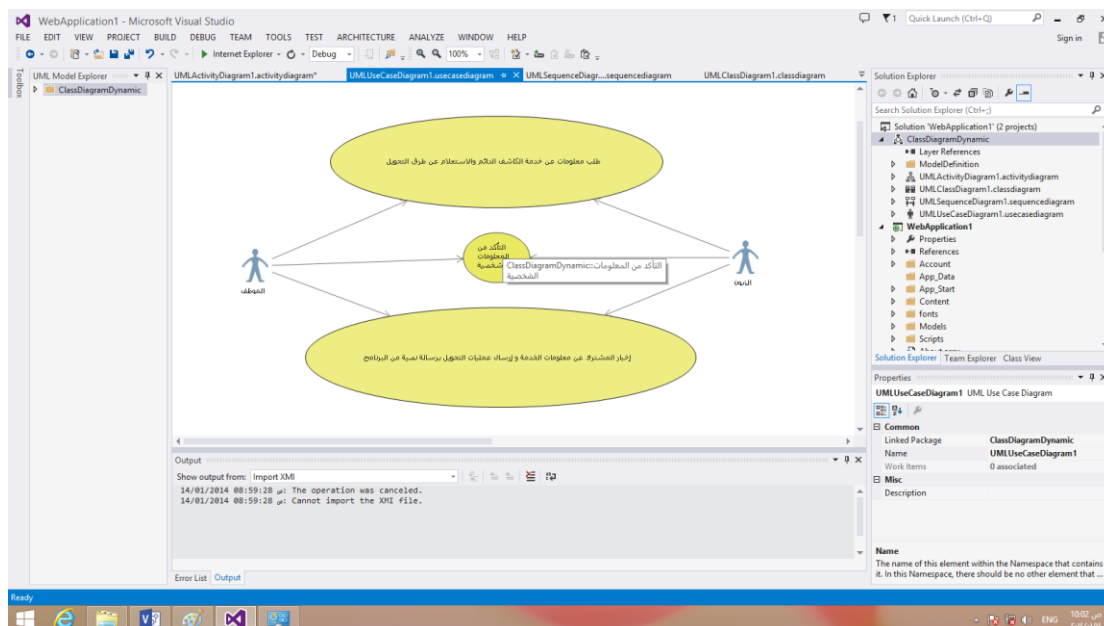 WebApplication1 - Microsoft Visual Studio
1
Quick Launch (Ctrl+Q)
FILE EDIT VIEW PROJECT BUILD DEBUG TEAM TOOLS TEST ARCHITECTURE ANALYZE WINDOW HELP
Sign in
Internet Explorer
Debug
100%
Toolbox
UML Model Explorer
ClassDiagramDynamic
UMLActivityDiagram1.activitydiagram*
UMLUseCaseDiagram1.usecasediagram
UMLSequenceDiagr....sequencediagram
UMLClassDiagram1.classdiagram
طلب معلومات عن خدمة الكاشف الدائم والاستعلام عن طرق التحويل
التأكد من
المعلومات
شخصية
ClassDiagramDynamic::التأكد من المعلومات
الشخصية
الموظف
الزبون
إخبار المشترك عن معلومات الخدمة و إرسال عمليات التحويل برسالة نصية من البرنامج
Output
Show output from: Import XMI
14/01/2014 08:59:28 ص: The operation was canceled.
14/01/2014 08:59:28 ص: Cannot import the XMI file.
Error List Output
Solution Explorer
Search Solution Explorer (Ctrl+;)
Solution 'WebApplication1' (2 projects)
ClassDiagramDynamic
Layer References
ModelDefinition
UMLActivityDiagram1.activitydiagram
UMLClassDiagram1.classdiagram
UMLSequenceDiagram1.sequencediagram
UMLUseCaseDiagram1.usecasediagram
WebApplication1
Properties
References
Account
App_Data
App_Start
Content
fonts
Models
Scripts
Solution Explorer Team Explorer Class View
Properties
UMLUseCaseDiagram1 UML Use Case Diagram
Common
Linked Package ClassDiagramDynamic
Name UMLUseCaseDiagram1
Work Items 0 associated
Misc
Description
Name
The name of this element within the Namespace that contains
it. In this Namespace, there should be no other element that ...
Ready
ENG
10:02 ص